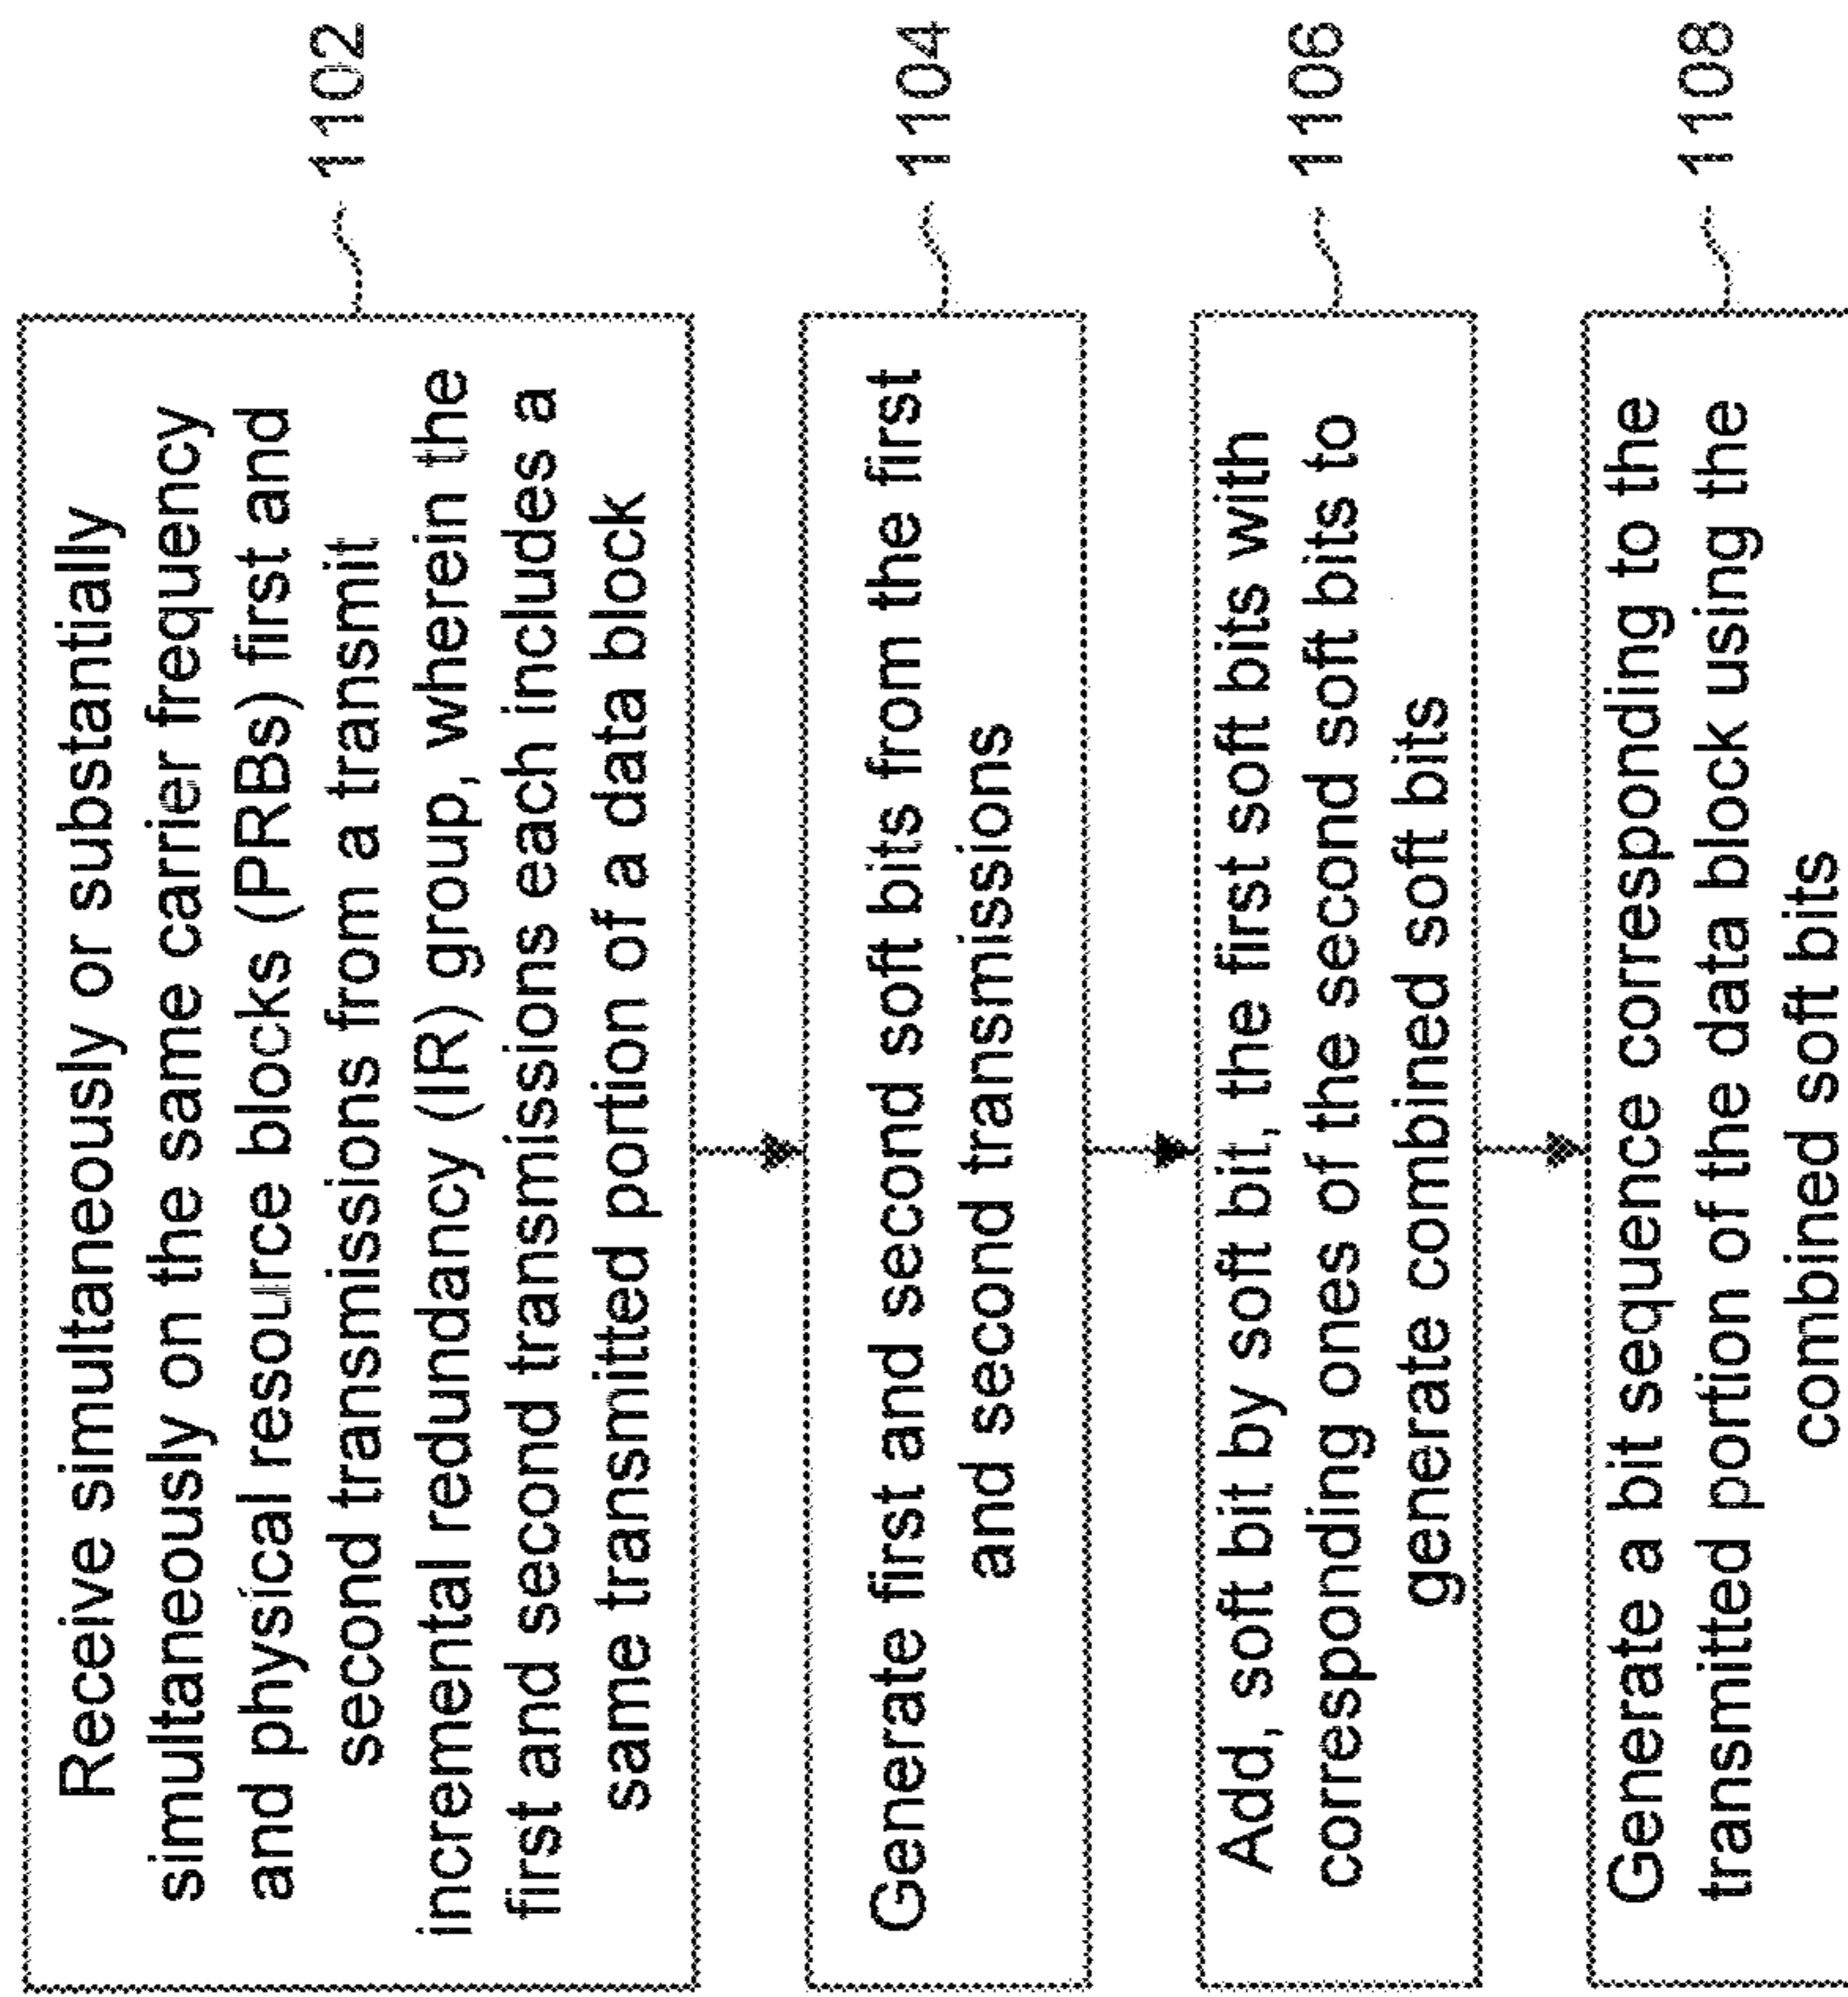 Receive simultaneously or substantially
simultaneously on the same carrier frequency
and physical resource blocks (PRBs) first and
second transmissions from a transmit
incremental redundancy (IR) group, wherein the
first and second transmissions each includes a
same transmitted portion of a data block
1102
Generate first and second soft bits from the first
and second transmissions
1104
Add, soft bit by soft bit, the first soft bits with
corresponding ones of the second soft bits to
generate combined soft bits
1106
Generate a bit sequence corresponding to the
transmitted portion of the data block using the
combined soft bits
1108